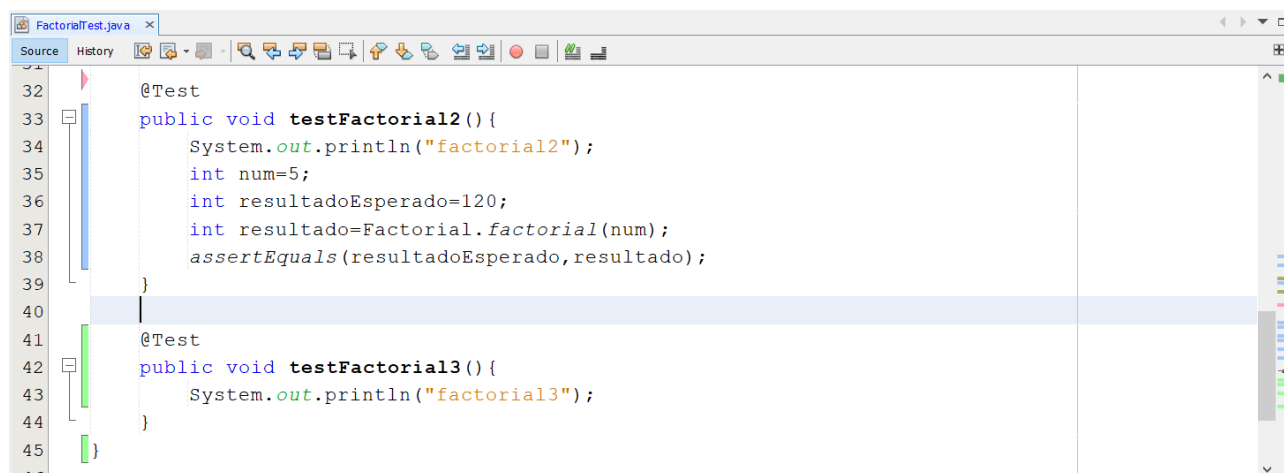 FactorialTest.java
Source History
32 @Test
33 public void testFactorial2(){
34 System.out.println("factorial2");
35 int num=5;
36 int resultadoEsperado=120;
37 int resultado=Factorial.factorial(num);
38 assertEquals(resultadoEsperado,resultado);
39 }
40
41 @Test
42 public void testFactorial3(){
43 System.out.println("factorial3");
44 }
45 }